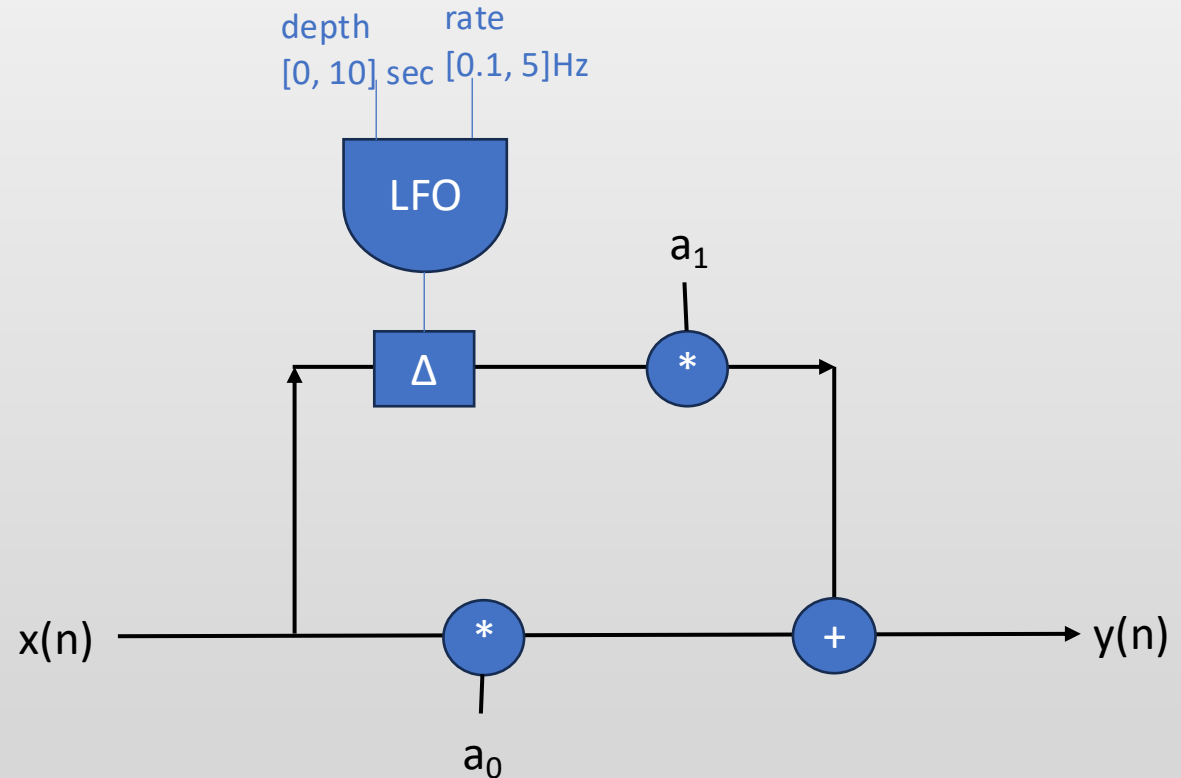 depth
[0, 10] sec
rate
[0.1, 5]Hz
LFO
a₁
Δ
*
x(n)
*
+
y(n)
a₀